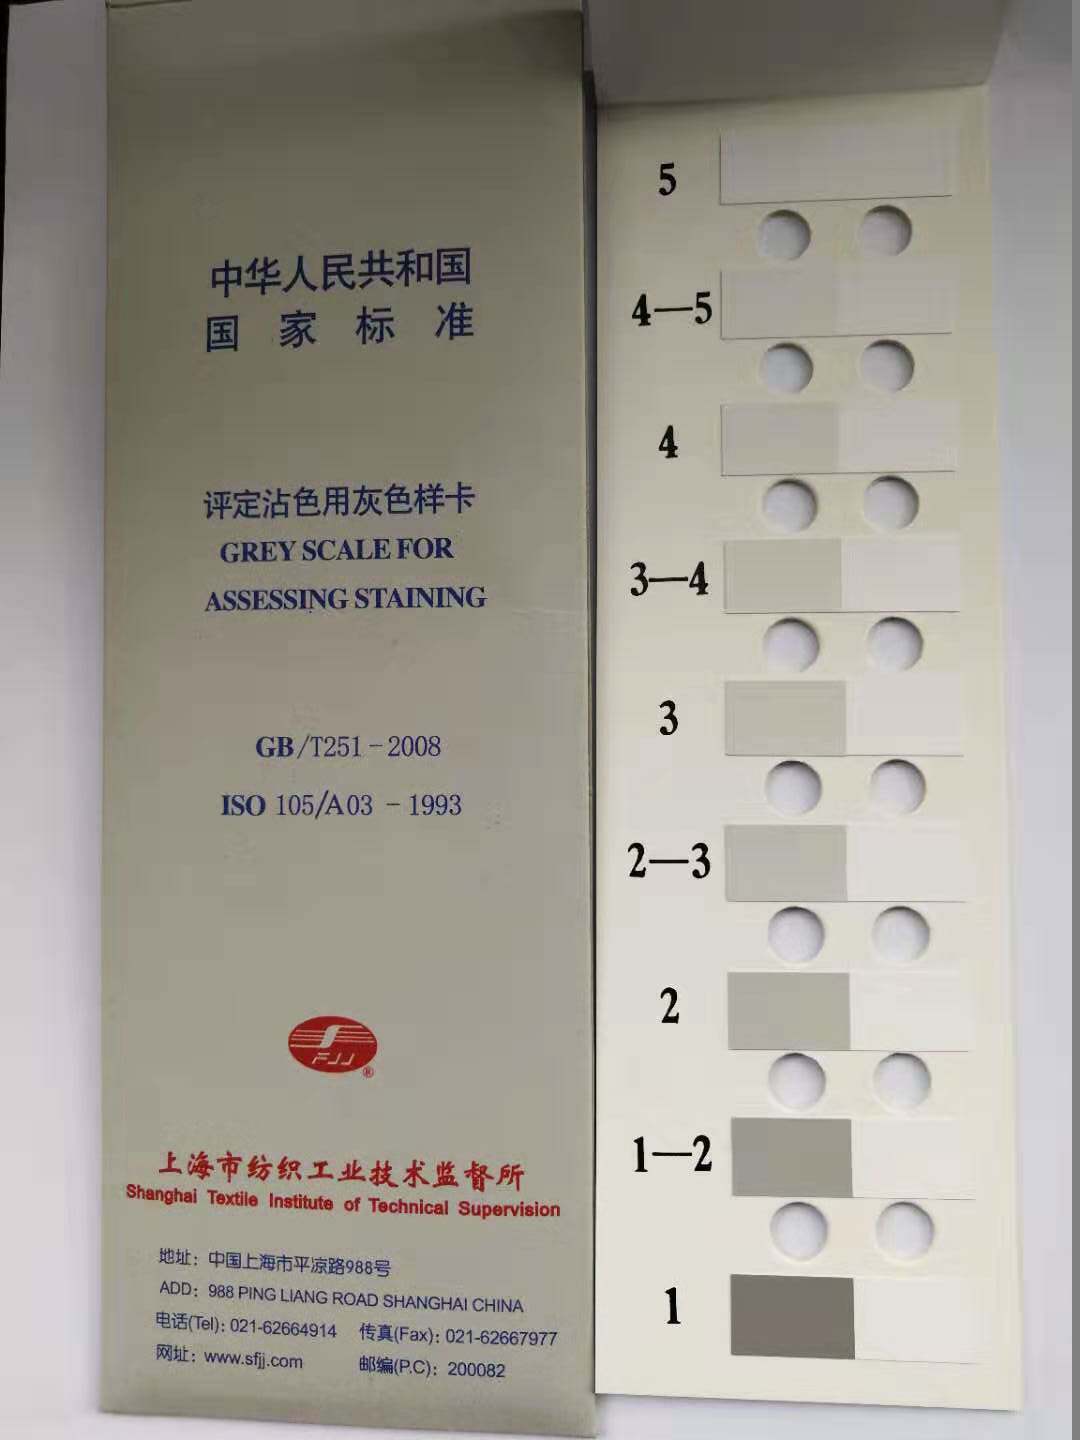 中华人民共和国
国家标准
评定沾色用灰色样卡
GREY SCALE FOR
ASSESSING STAINING
GB/T251-2008
ISO 105/A03 -1993
FJJ®
上海市纺织工业技术监督所
Shanghai Textile Institute of Technical Supervision
地址：中国上海市平凉路988号
ADD: 988 PING LIANG ROAD SHANGHAI CHINA
电话(Tel): 021-62664914 传真(Fax): 021-62667977
网址：www.sfjj.com 邮编(P.C): 200082
5
4—5
4
3—4
3
2—3
2
1—2
1